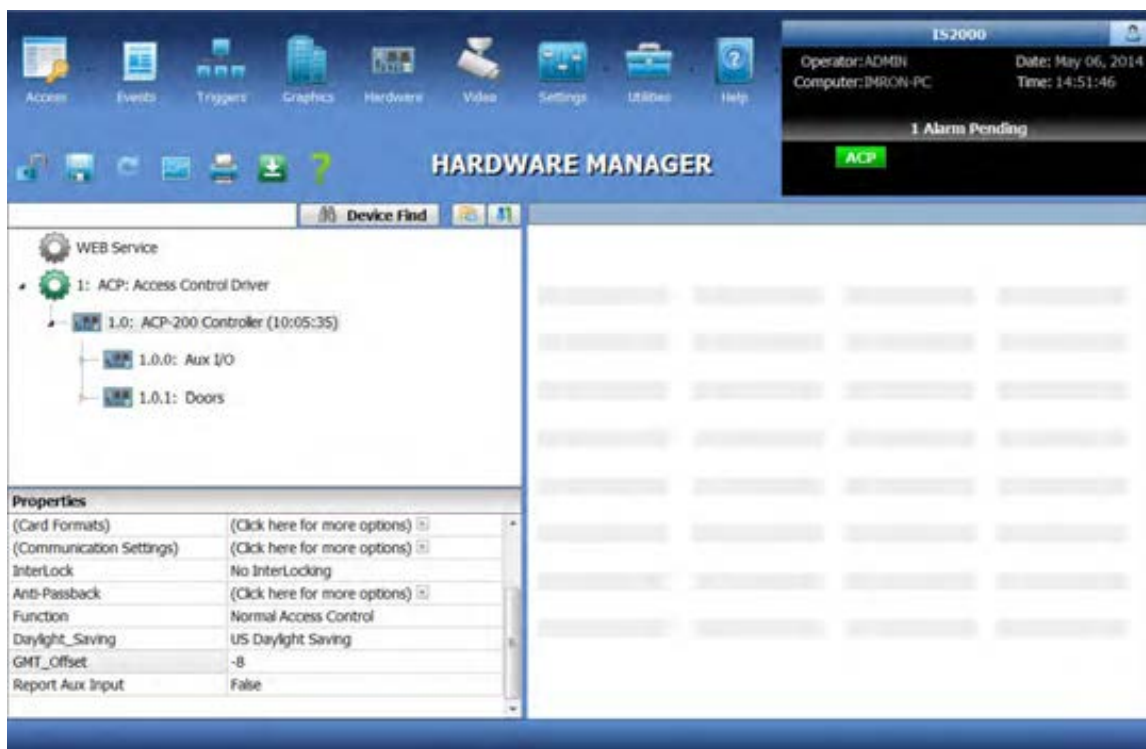 Access Events Triggers Graphics Hardware Video Settings Utilities Help
IS2000
Operator:ADMIN Date: May 06, 2014
Computer:IMRON-PC Time: 14:51:46
1 Alarm Pending
ACP
HARDWARE MANAGER
Device Find
WEB Service
1: ACP: Access Control Driver
1.0: ACP-200 Controller (10:05:35)
1.0.0: Aux I/O
1.0.1: Doors
Properties
(Card Formats) (Click here for more options)
(Communication Settings) (Click here for more options)
InterLock No InterLocking
Anti-Passback (Click here for more options)
Function Normal Access Control
Daylight_Saving US Daylight Saving
GMT_Offset -8
Report Aux Input False